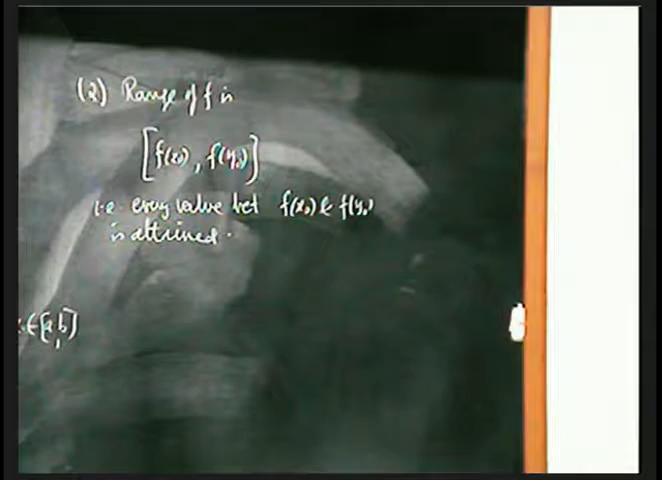 (2) Range of f is
[f(x₀), f(y₀)]
i.e. every value bet f(x₀) & f(y₀)
is attained.
∈[a,b]